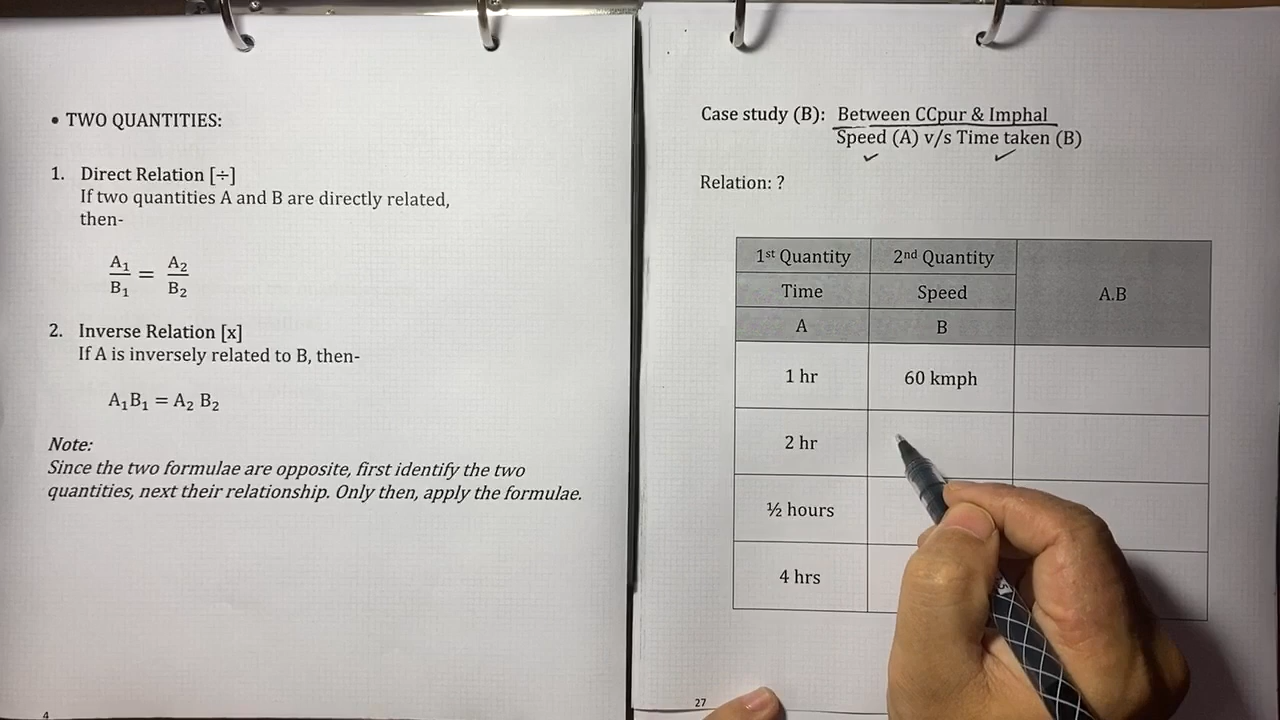 • TWO QUANTITIES:
1. Direct Relation [÷]
If two quantities A and B are directly related,
then-
A₁/B₁ = A₂/B₂
2. Inverse Relation [x]
If A is inversely related to B, then-
A₁B₁ = A₂ B₂
Note:
Since the two formulae are opposite, first identify the two
quantities, next their relationship. Only then, apply the formulae.
4
Case study (B): Between CCpur & Imphal
Speed (A) v/s Time taken (B)
Relation: ?
1st Quantity 2nd Quantity A.B
Time Speed
A B
1 hr 60 kmph
2 hr
½ hours
4 hrs
27